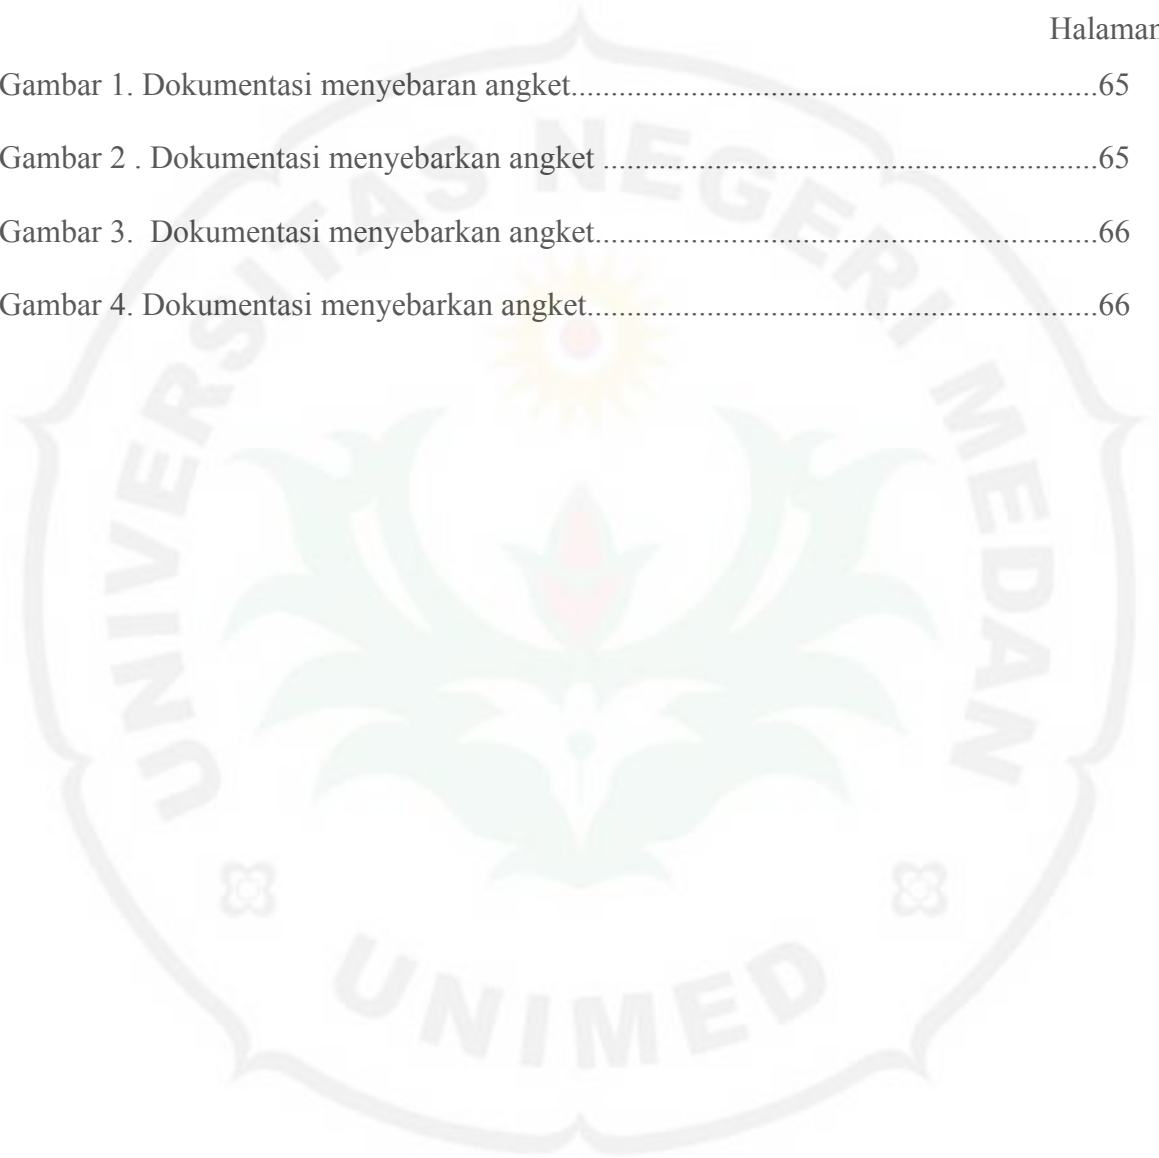 Halaman
Gambar 1. Dokumentasi menyebaran angket.................................................................65
Gambar 2 . Dokumentasi menyebarkan angket .............................................................65
Gambar 3.  Dokumentasi menyebarkan angket..............................................................66
Gambar 4. Dokumentasi menyebarkan angket...............................................................66
UNIVERSITAS NEGERI MEDAN
UNIMED